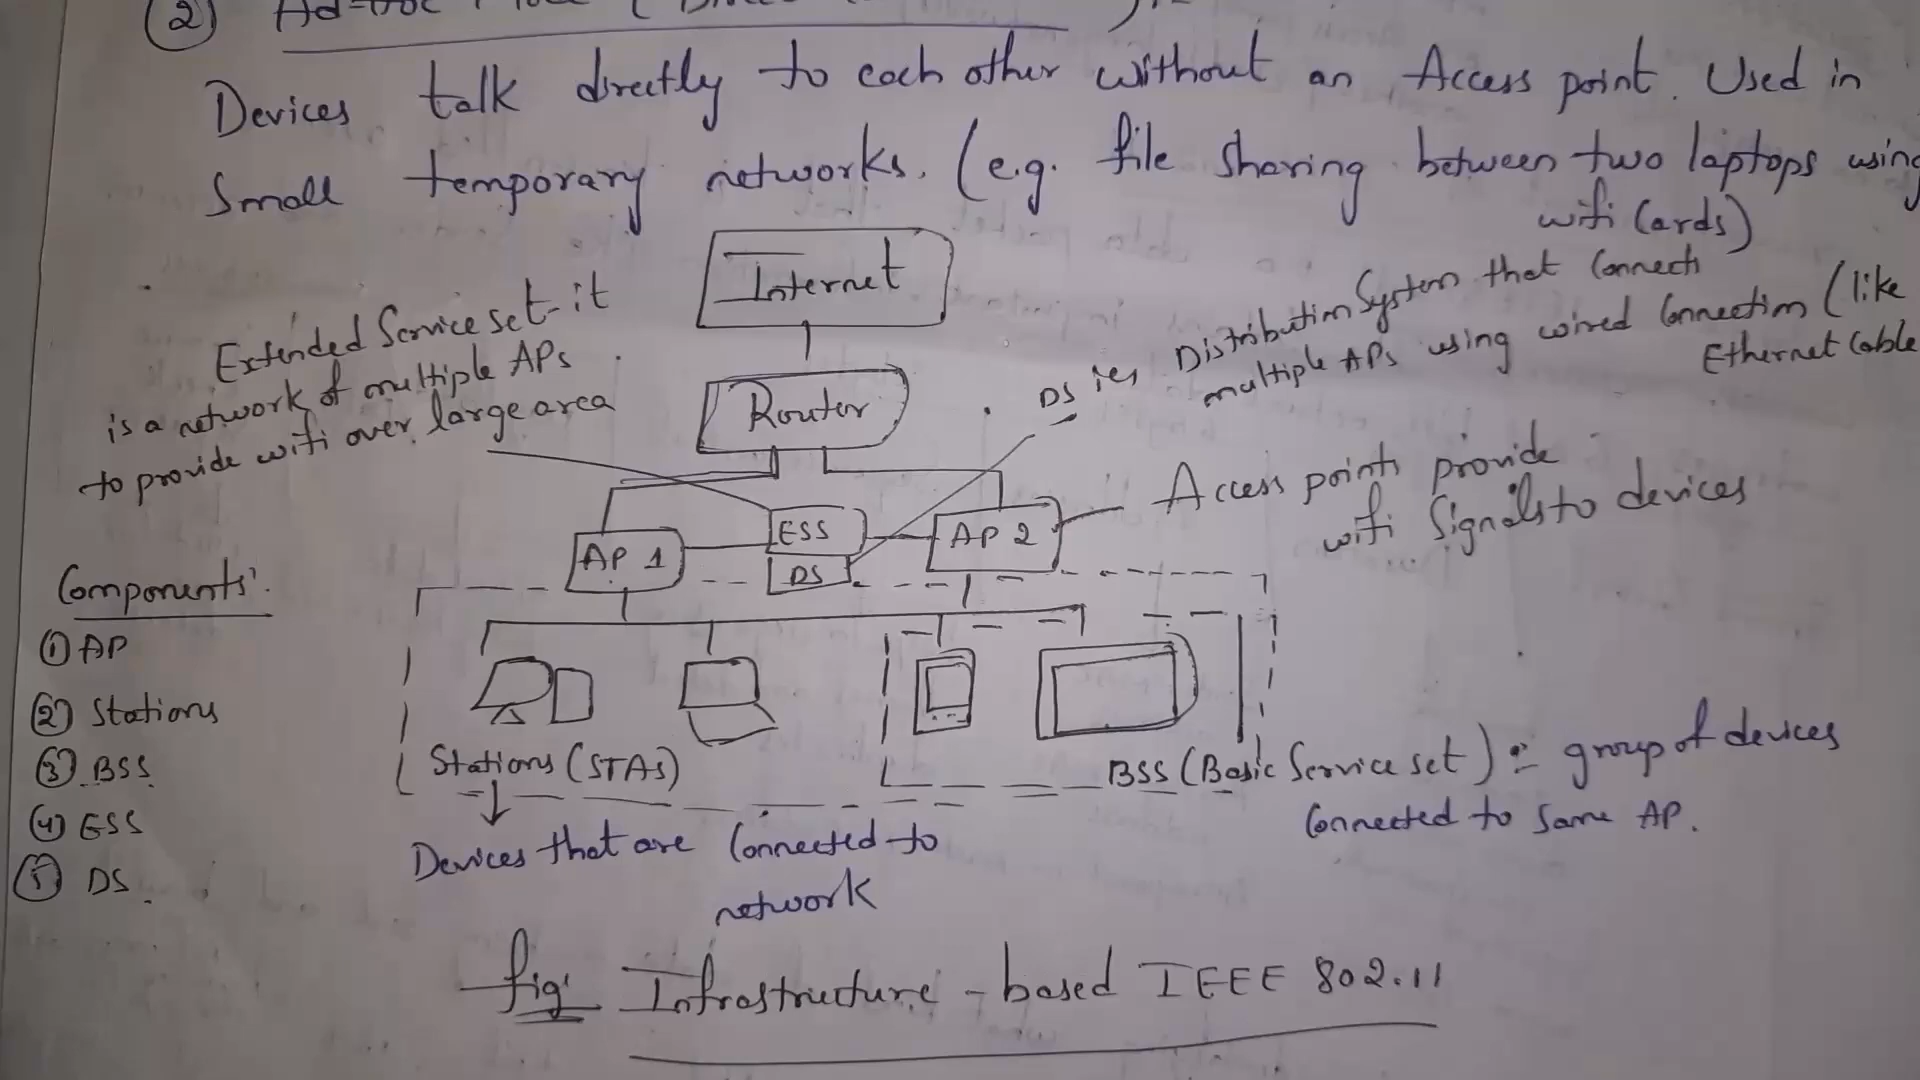 (2) Ad-Hoc
Devices talk directly to each other without an Access point. Used in
Small temporary networks. (e.g. file sharing between two laptops using
wifi Cards)
Internet
Extended Service set - it
is a network of multiple APs
to provide wifi over large area
DS Distribution System that Connects
multiple APs using wired Connection (like
Ethernet Cable
Router
Access points provide
wifi Signals to devices
ESS
AP 1
AP 2
DS
Components:
① AP
② Stations
③ BSS
④ ESS
⑤ DS
Stations (STAs)
BSS (Basic Service set) = group of devices
Connected to same AP.
Devices that are Connected to
network
fig: Infrastructure - based IEEE 802.11